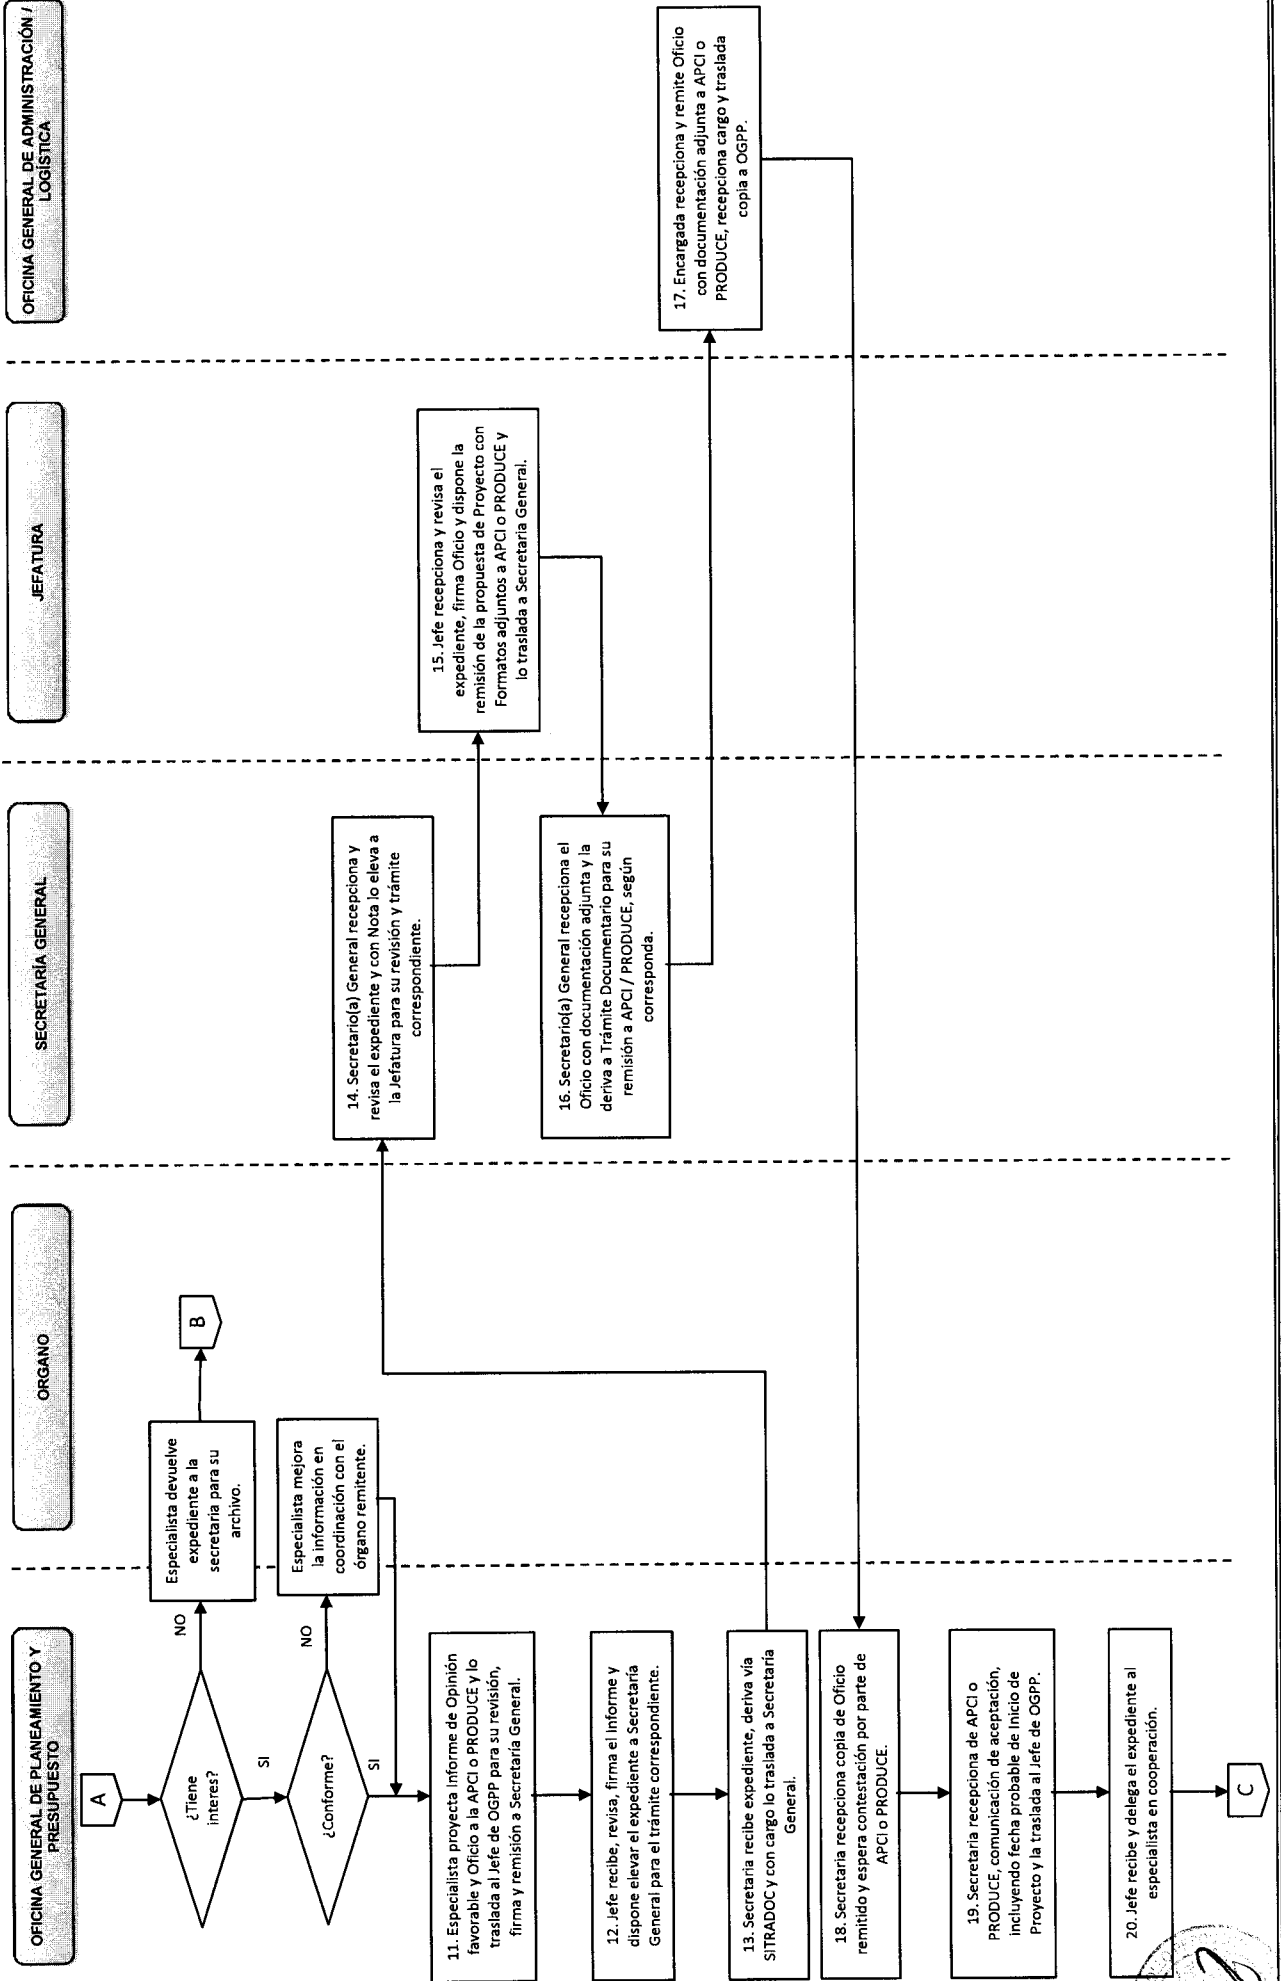 OFICINA GENERAL DE PLANEAMIENTO Y
PRESUPUESTO
ORGANO
SECRETARÍA GENERAL
JEFATURA
OFICINA GENERAL DE ADMINISTRACIÓN /
LOGÍSTICA
A
¿Tiene
interes?
NO
Especialista devuelve
expediente a la
secretaria para su
archivo.
B
SI
¿Conforme?
NO
Especialista mejora
la información en
coordinación con el
órgano remitente.
SI
11. Especialista proyecta Informe de Opinión
favorable y Oficio a la APCI o PRODUCE y lo
traslada al Jefe de OGPP para su revisión,
firma y remisión a Secretaría General.
12. Jefe recibe, revisa, firma el Informe y
dispone elevar el expediente a Secretaría
General para el trámite correspondiente.
13. Secretaria recibe expediente, deriva vía
SITRADOC y con cargo lo traslada a Secretaría
General.
14. Secretario(a) General recepciona y
revisa el expediente y con Nota lo eleva a
la Jefatura para su revisión y trámite
correspondiente.
15. Jefe recepciona y revisa el
expediente, firma Oficio y dispone la
remisión de la propuesta de Proyecto con
Formatos adjuntos a APCI o PRODUCE y
lo traslada a Secretaria General.
16. Secretario(a) General recepciona el
Oficio con documentación adjunta y la
deriva a Trámite Documentario para su
remisión a APCI / PRODUCE, según
corresponda.
17. Encargada recepciona y remite Oficio
con documentación adjunta a APCI o
PRODUCE, recepciona cargo y traslada
copia a OGPP.
18. Secretaria recepciona copia de Oficio
remitido y espera contestación por parte de
APCI o PRODUCE.
19. Secretaria recepciona de APCI o
PRODUCE, comunicación de aceptación,
incluyendo fecha probable de Inicio de
Proyecto y la traslada al Jefe de OGPP.
20. Jefe recibe y delega el expediente al
especialista en cooperación.
C